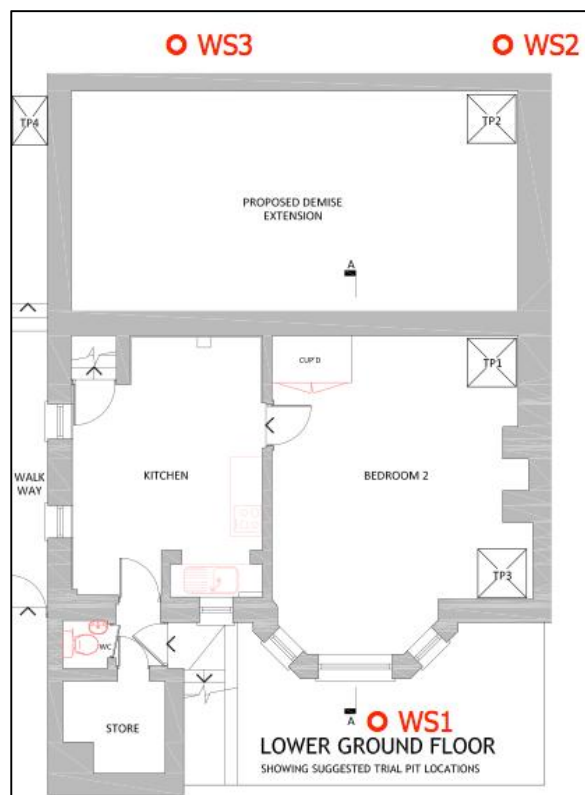 WS3
WS2
TP4
TP2
PROPOSED DEMISE
EXTENSION
A
CUP'D
TP1
WALK
WAY
KITCHEN
BEDROOM 2
TP3
WC
STORE
A
WS1
LOWER GROUND FLOOR
SHOWING SUGGESTED TRIAL PIT LOCATIONS